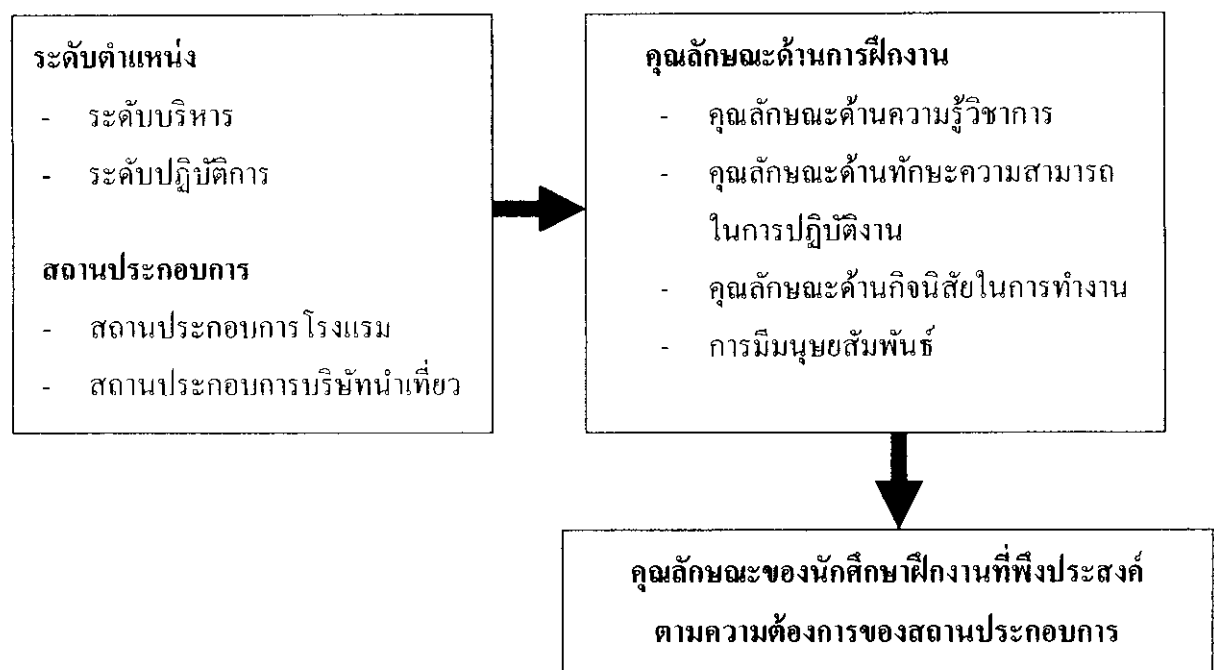 ระดับตำแหน่ง
- ระดับบริหาร
- ระดับปฏิบัติการ
สถานประกอบการ
- สถานประกอบการโรงแรม
- สถานประกอบการบริษัทนำเที่ยว
คุณลักษณะด้านการฝึกงาน
- คุณลักษณะด้านความรู้วิชาการ
- คุณลักษณะด้านทักษะความสามารถ
ในการปฏิบัติงาน
- คุณลักษณะด้านกิจนิสัยในการทำงาน
- การมีมนุษยสัมพันธ์
คุณลักษณะของนักศึกษาฝึกงานที่พึงประสงค์
ตามความต้องการของสถานประกอบการ